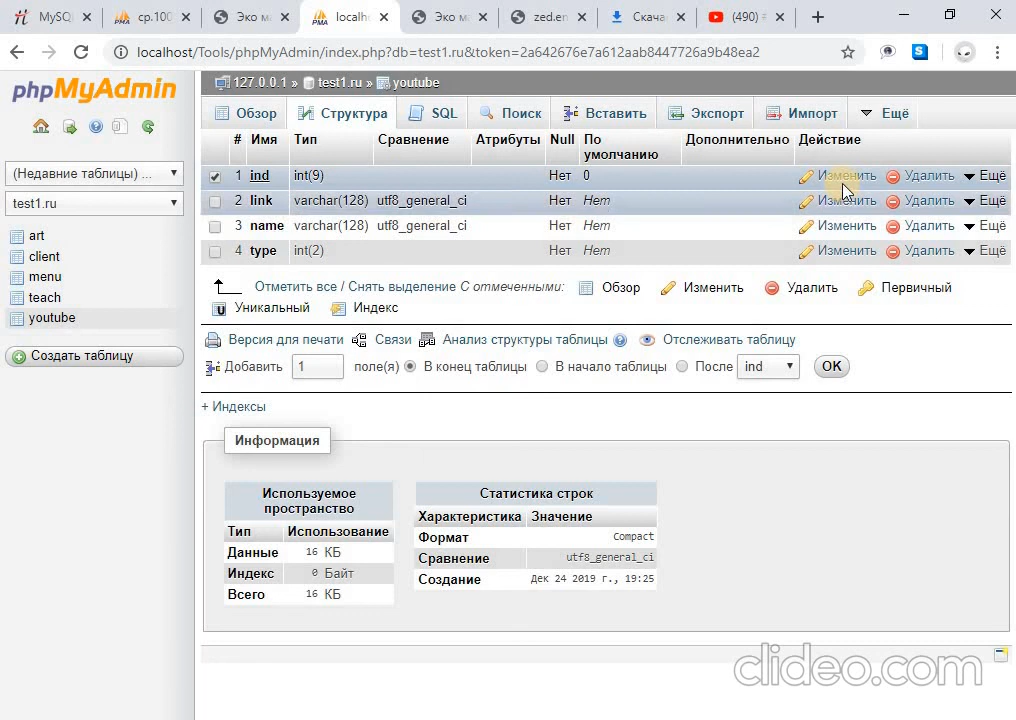 MySQ
ср.100
Эко м
localh
Эко м
zed.en
Скача
(490)
localhost/Tools/phpMyAdmin/index.php?db=test1.ru&token=2a642676e7a612aab8447726a9b48ea2
phpMyAdmin
127.0.0.1 » test1.ru » youtube
Обзор Структура SQL Поиск Вставить Экспорт Импорт Ещё
(Недавние таблицы) ...
test1.ru
art
client
menu
teach
youtube
Создать таблицу
# Имя Тип Сравнение Атрибуты Null По умолчанию Дополнительно Действие
1 ind int(9) Нет 0 Изменить Удалить Ещё
2 link varchar(128) utf8_general_ci Нет Нет Изменить Удалить Ещё
3 name varchar(128) utf8_general_ci Нет Нет Изменить Удалить Ещё
4 type int(2) Нет Нет Изменить Удалить Ещё
Отметить все / Снять выделение С отмеченными: Обзор Изменить Удалить Первичный
Уникальный Индекс
Версия для печати Связи Анализ структуры таблицы Отслеживать таблицу
Добавить 1 поле(я) В конец таблицы В начало таблицы После ind OK
+ Индексы
Информация
Используемое пространство
Тип Использование
Данные 16 КБ
Индекс 0 Байт
Всего 16 КБ
Статистика строк
Характеристика Значение
Формат Compact
Сравнение utf8_general_ci
Создание Дек 24 2019 г., 19:25
clideo.com